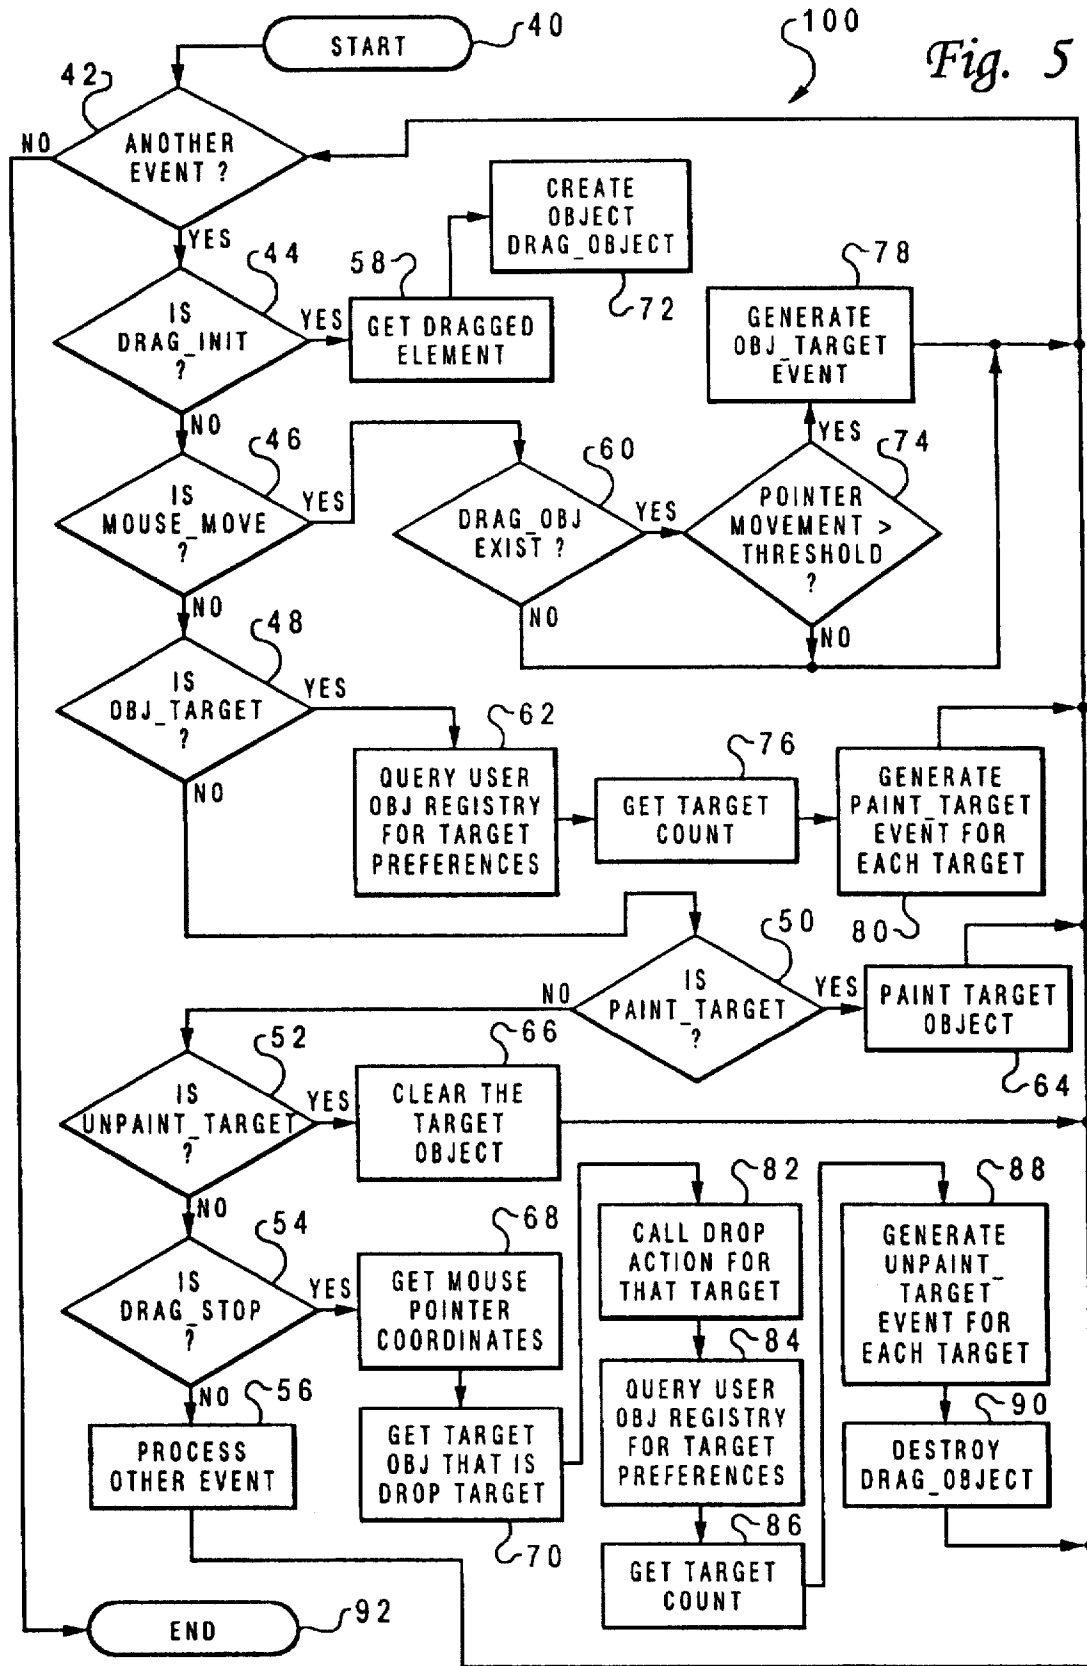 START
40
100
Fig. 5
42
NO
ANOTHER
EVENT ?
YES
44
IS
DRAG_INIT
?
YES
58
GET DRAGGED
ELEMENT
CREATE
OBJECT
DRAG_OBJECT
72
78
GENERATE
OBJ_TARGET
EVENT
NO
46
IS
MOUSE_MOVE
?
YES
60
DRAG_OBJ
EXIST ?
YES
NO
YES
74
POINTER
MOVEMENT >
THRESHOLD
?
NO
NO
48
IS
OBJ_TARGET
?
YES
NO
62
QUERY USER
OBJ REGISTRY
FOR TARGET
PREFERENCES
76
GET TARGET
COUNT
GENERATE
PAINT_TARGET
EVENT FOR
EACH TARGET
80
50
IS
PAINT_TARGET
?
NO
YES
PAINT TARGET
OBJECT
64
52
IS
UNPAINT_TARGET
?
YES
66
CLEAR THE
TARGET
OBJECT
NO
54
IS
DRAG_STOP
?
YES
68
GET MOUSE
POINTER
COORDINATES
GET TARGET
OBJ THAT IS
DROP TARGET
70
82
CALL DROP
ACTION FOR
THAT TARGET
84
QUERY USER
OBJ REGISTRY
FOR TARGET
PREFERENCES
86
GET TARGET
COUNT
88
GENERATE
UNPAINT_
TARGET
EVENT FOR
EACH TARGET
90
DESTROY
DRAG_OBJECT
NO
56
PROCESS
OTHER EVENT
END
92